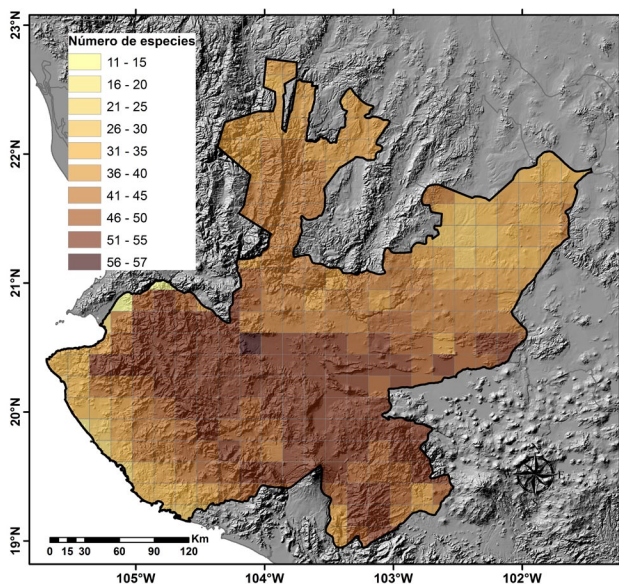 23°N
Número de especies
11 - 15
16 - 20
21 - 25
26 - 30
31 - 35
36 - 40
41 - 45
46 - 50
51 - 55
56 - 57
22°N
21°N
20°N
19°N
Km
0 15 30 60 90 120
105°W 104°W 103°W 102°W